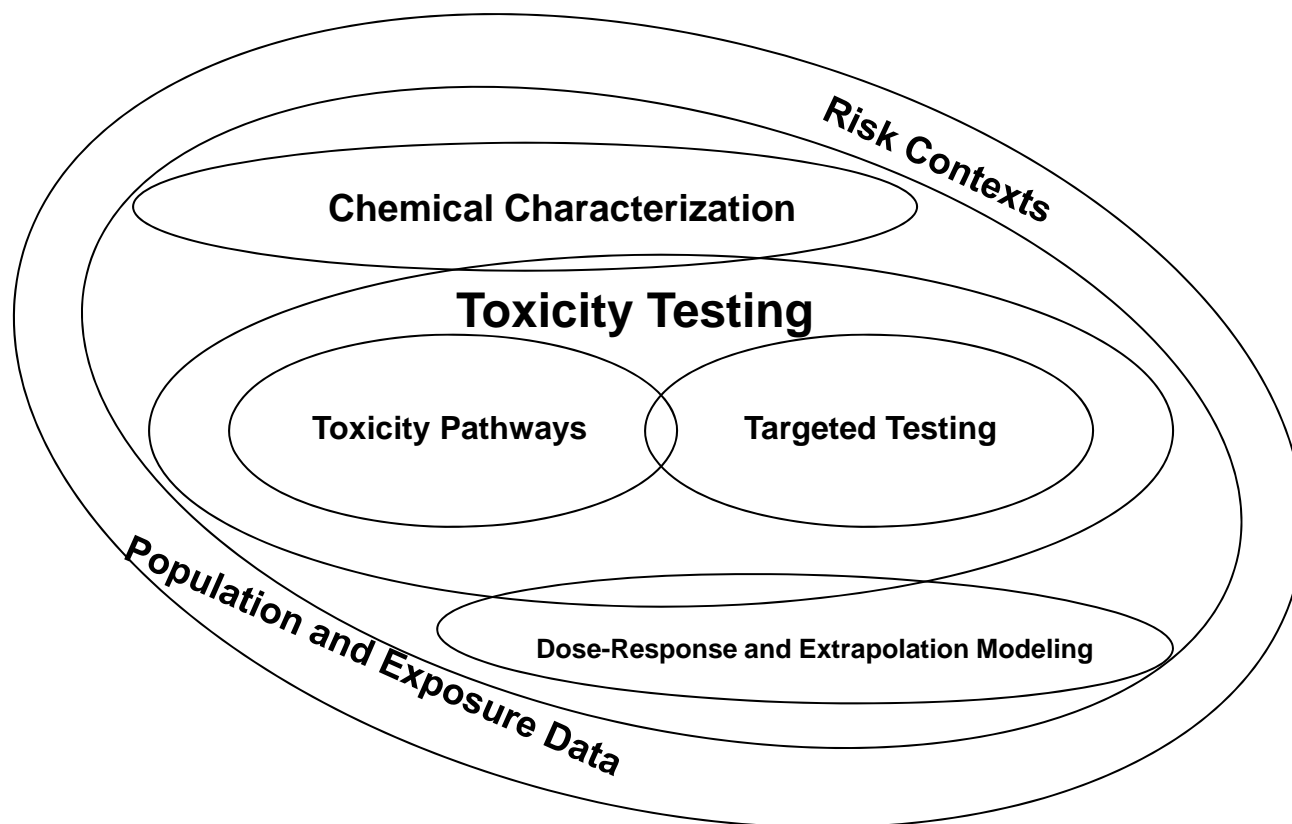 Risk Contexts
Chemical Characterization
Toxicity Testing
Toxicity Pathways
Targeted Testing
Population and Exposure Data
Dose-Response and Extrapolation Modeling